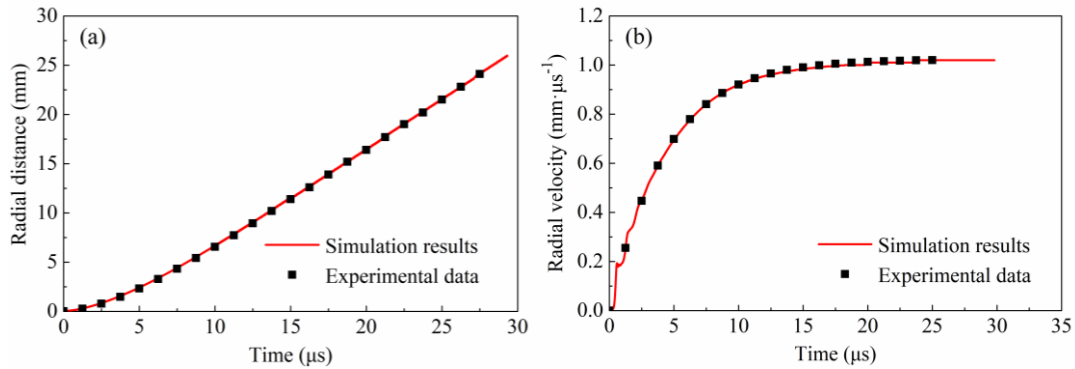 (a)
Radial distance (mm)
30
25
20
15
10
5
0
Simulation results
Experimental data
0 5 10 15 20 25 30
Time (μs)
(b)
Radial velocity (mm·μs⁻¹)
1.2
1.0
0.8
0.6
0.4
0.2
0.0
Simulation results
Experimental data
0 5 10 15 20 25 30 35
Time (μs)